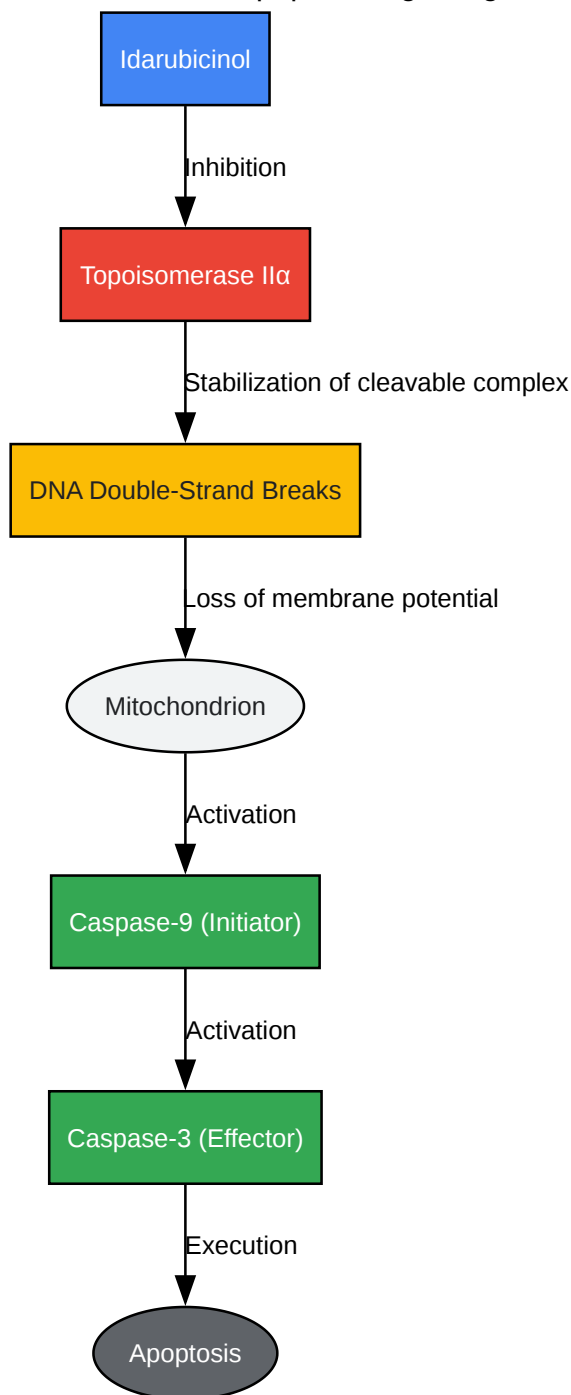 Idarubicinol
Inhibition
Topoisomerase IIα
Stabilization of cleavable complex
DNA Double-Strand Breaks
Loss of membrane potential
Mitochondrion
Activation
Caspase-9 (Initiator)
Activation
Caspase-3 (Effector)
Execution
Apoptosis